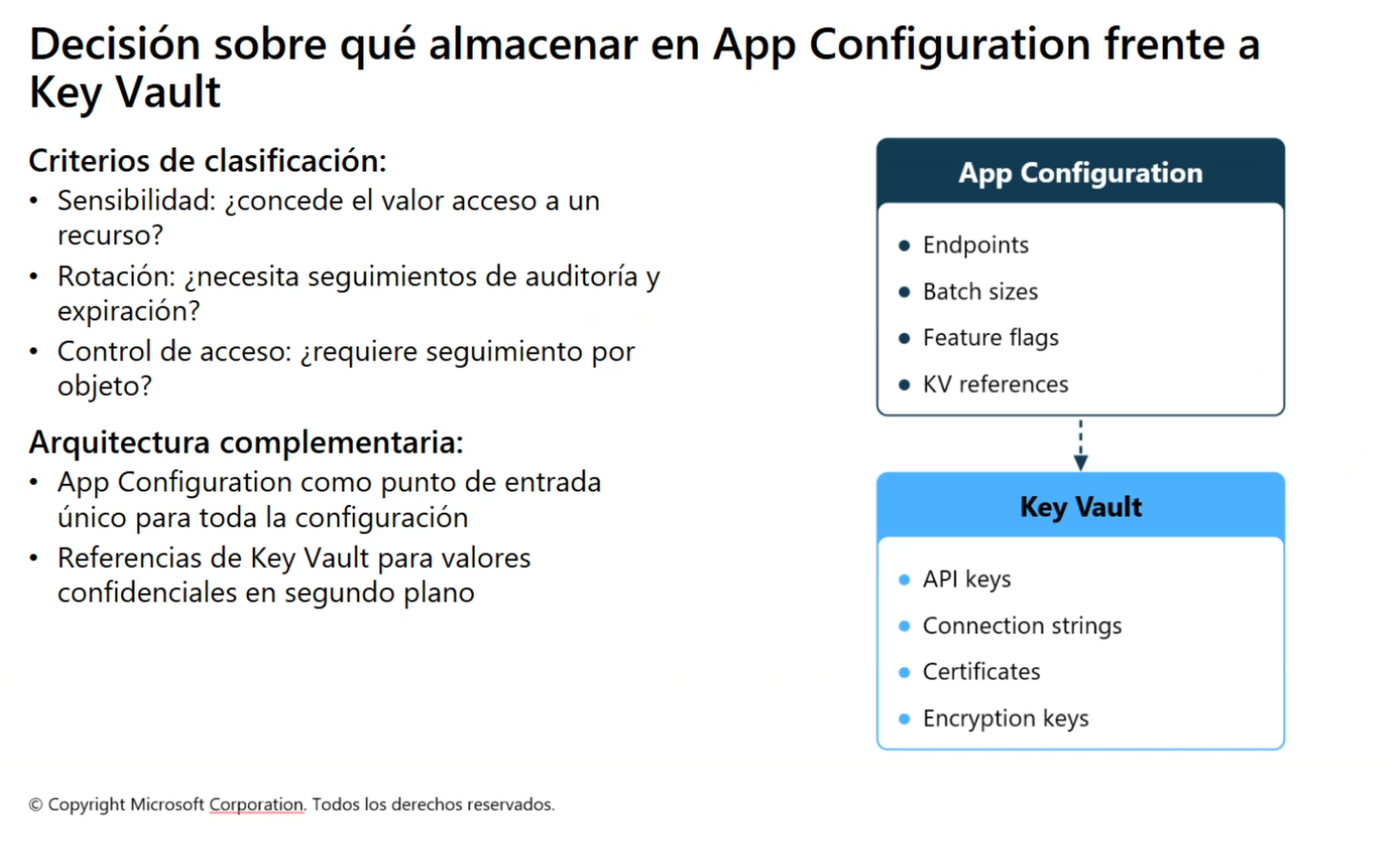 Decisión sobre qué almacenar en App Configuration frente a
Key Vault
Criterios de clasificación:
• Sensibilidad: ¿concede el valor acceso a un
recurso?
• Rotación: ¿necesita seguimientos de auditoría y
expiración?
• Control de acceso: ¿requiere seguimiento por
objeto?
Arquitectura complementaria:
• App Configuration como punto de entrada
único para toda la configuración
• Referencias de Key Vault para valores
confidenciales en segundo plano
App Configuration
• Endpoints
• Batch sizes
• Feature flags
• KV references
Key Vault
• API keys
• Connection strings
• Certificates
• Encryption keys
© Copyright Microsoft Corporation. Todos los derechos reservados.